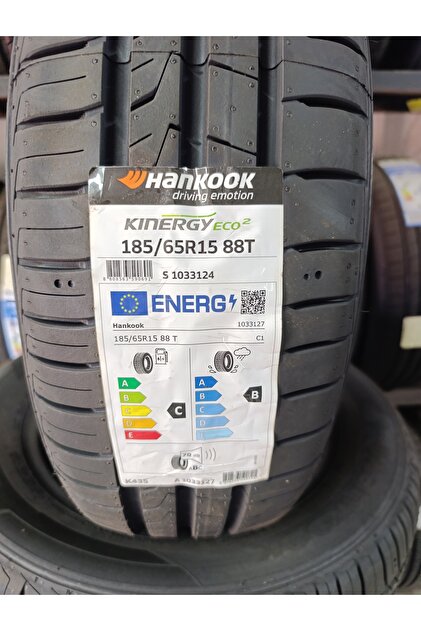 HANKOOK
driving emotion
KINERGY ECO²
185/65R15 88T
S 1033124
ENERG
Hankook 1033127
185/65R15 88 T C1
A A
B B B
C C C
D D
E E
K435 A 1033127